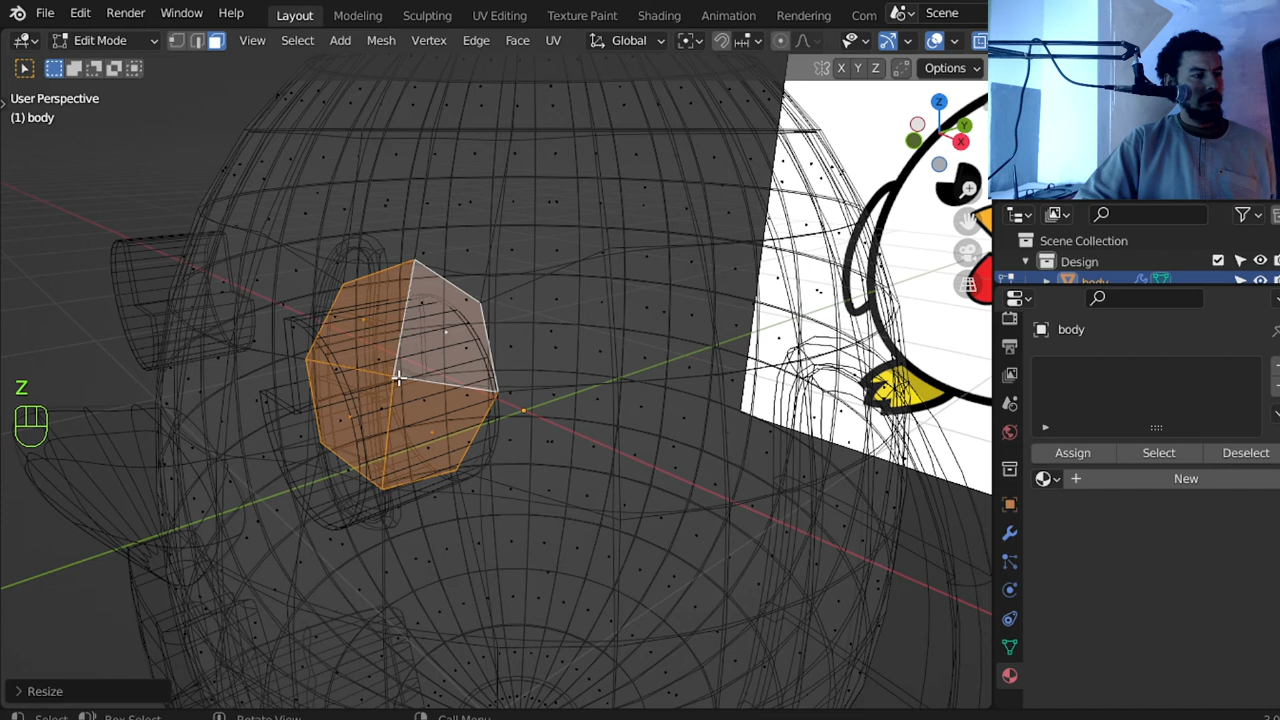 File Edit Render Window Help Layout Modeling Sculpting UV Editing Texture Paint Shading Animation Rendering Com Scene
Edit Mode View Select Add Mesh Vertex Edge Face UV Global
X Y Z Options
User Perspective
(1) body
Z
Y
X
Scene Collection
Design
body
body
Z
Assign Select Deselect
New
Resize
Select Box Select Rotate View Call Menu